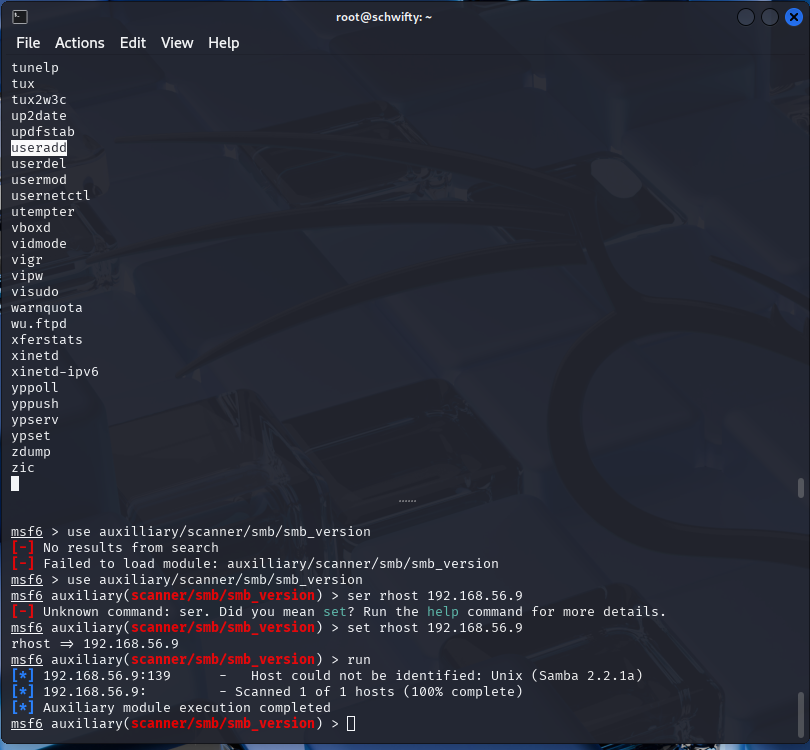 root@schwifty: ~
File Actions Edit View Help
tunelp
tux
tux2w3c
up2date
updfstab
useradd
userdel
usermod
usernetctl
utempter
vboxd
vidmode
vigr
vipw
visudo
warnquota
wu.ftpd
xferstats
xinetd
xinetd-ipv6
yppoll
yppush
ypserv
ypset
zdump
zic
msf6 > use auxilliary/scanner/smb/smb_version
[-] No results from search
[-] Failed to load module: auxilliary/scanner/smb/smb_version
msf6 > use auxiliary/scanner/smb/smb_version
msf6 auxiliary(scanner/smb/smb_version) > ser rhost 192.168.56.9
[-] Unknown command: ser. Did you mean set? Run the help command for more details.
msf6 auxiliary(scanner/smb/smb_version) > set rhost 192.168.56.9
rhost => 192.168.56.9
msf6 auxiliary(scanner/smb/smb_version) > run
[*] 192.168.56.9:139      -   Host could not be identified: Unix (Samba 2.2.1a)
[*] 192.168.56.9:         - Scanned 1 of 1 hosts (100% complete)
[*] Auxiliary module execution completed
msf6 auxiliary(scanner/smb/smb_version) >